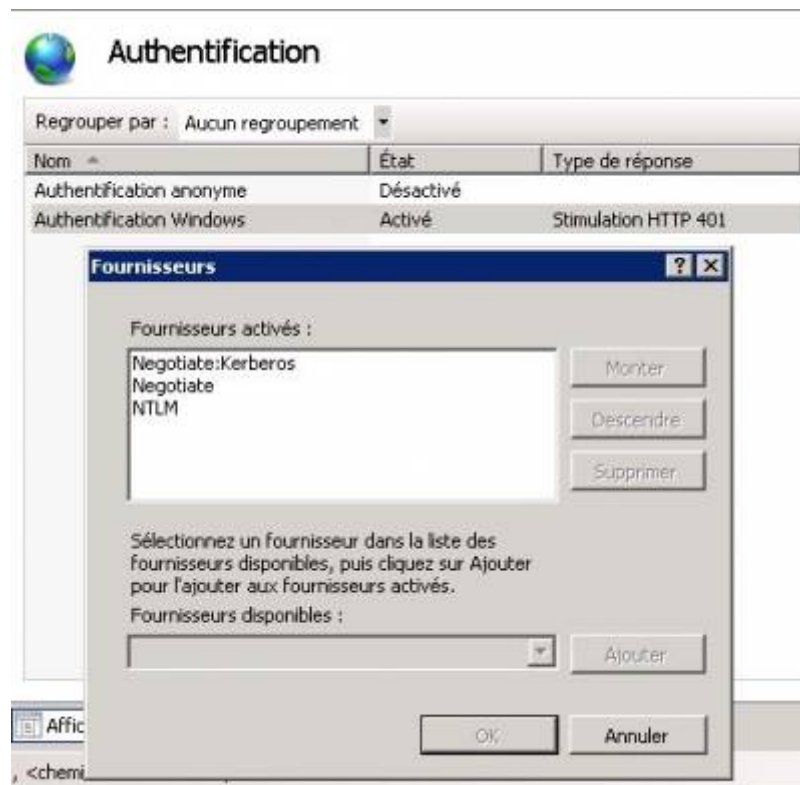 Authentification
Regrouper par : Aucun regroupement
Nom État Type de réponse
Authentification anonyme Désactivé
Authentification Windows Activé Stimulation HTTP 401
Fournisseurs
Fournisseurs activés :
Negotiate:Kerberos
Negotiate
NTLM
Monter
Descendre
Supprimer
Sélectionnez un fournisseur dans la liste des
fournisseurs disponibles, puis cliquez sur Ajouter
pour l'ajouter aux fournisseurs activés.
Fournisseurs disponibles :
Ajouter
Affic
OK Annuler
, <chemi